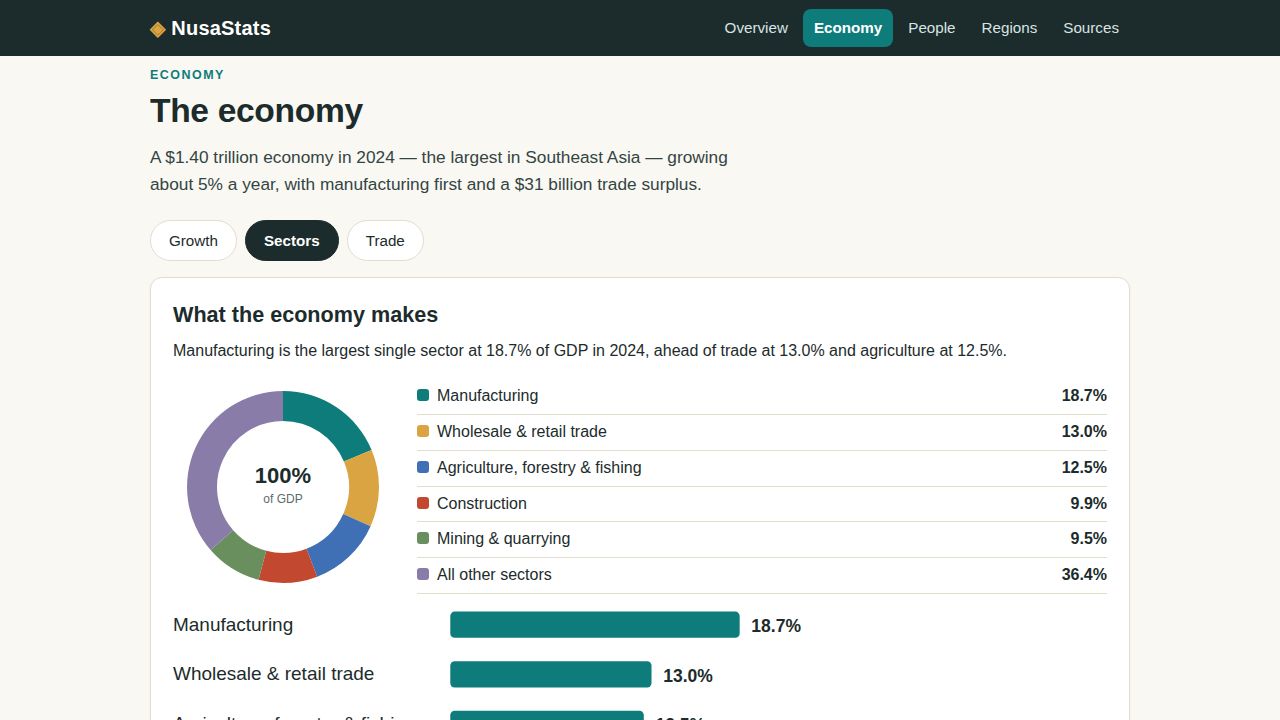 ◈ NusaStats
Overview Economy People Regions Sources
ECONOMY
The economy
A $1.40 trillion economy in 2024 — the largest in Southeast Asia — growing
about 5% a year, with manufacturing first and a $31 billion trade surplus.
Growth Sectors Trade
What the economy makes
Manufacturing is the largest single sector at 18.7% of GDP in 2024, ahead of trade at 13.0% and agriculture at 12.5%.
100%
of GDP
Manufacturing 18.7%
Wholesale & retail trade 13.0%
Agriculture, forestry & fishing 12.5%
Construction 9.9%
Mining & quarrying 9.5%
All other sectors 36.4%
Manufacturing 18.7%
Wholesale & retail trade 13.0%